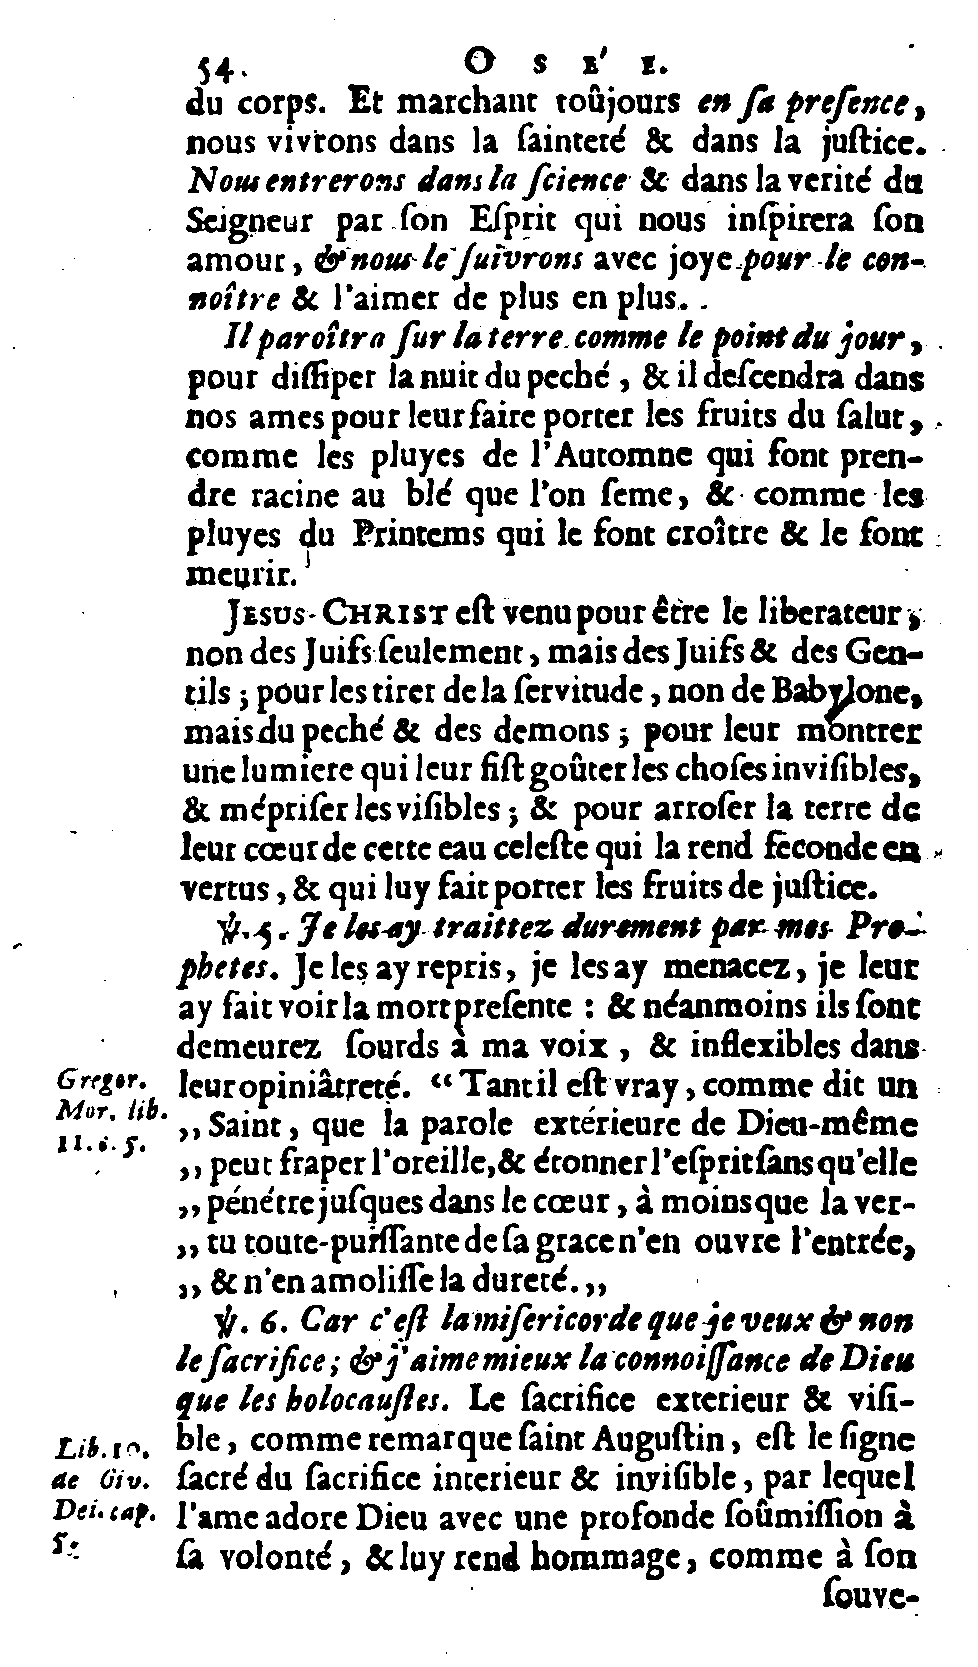 54. OSÉE.
du corps. Et marchant toûjours en ſa preſence,
nous vivrons dans la ſainteté & dans la juſtice.
Nous entrerons dans la ſcience & dans la verité du
Seigneur par ſon Eſprit qui nous inſpirera ſon
amour, & nous le ſuivrons avec joye pour le con-
noître & l'aimer de plus en plus.
Il paroîtra ſur la terre comme le point du jour,
pour diſſiper la nuit du peché, & il deſcendra dans
nos ames pour leur faire porter les fruits du ſalut,
comme les pluyes de l'Automne qui font pren-
dre racine au blé que l'on ſeme, & comme les
pluyes du Printems qui le font croître & le font
meurir.
JESUS-CHRIST eſt venu pour être le liberateur,
non des Juifs ſeulement, mais des Juifs & des Gen-
tils; pour les tirer de la ſervitude, non de Babylone,
mais du peché & des demons; pour leur montrer
une lumiere qui leur fiſt goûter les choſes inviſibles,
& mépriſer les viſibles; & pour arroſer la terre de
leur cœur de cette eau celeſte qui la rend feconde en
vertus, & qui luy fait porter les fruits de juſtice.
℣. 5. Je les ay traittez durement par mes Pro-
phetes. Je les ay repris, je les ay menacez, je leur
ay fait voir la mort preſente : & néanmoins ils ſont
demeurez ſourds à ma voix, & inflexibles dans
leur opiniâtreté. “Tant il eſt vray, comme dit un
,, Saint, que la parole extérieure de Dieu-même
,, peut fraper l'oreille, & étonner l'eſprit ſans qu'elle
,, pénétre juſques dans le cœur, à moins que la ver-
,, tu toute-puiſſante de ſa grace n'en ouvre l'entrée,
,, & n'en amoliſſe la dureté.,,
Gregor.
Mor. lib.
11. c. 5.
℣. 6. Car c'eſt la miſericorde que je veux & non
le ſacrifice; & j'aime mieux la connoiſſance de Dieu
que les holocauſtes. Le ſacrifice exterieur & viſi-
ble, comme remarque ſaint Auguſtin, eſt le ſigne
ſacré du ſacrifice interieur & inviſible, par lequel
l'ame adore Dieu avec une profonde ſoûmiſſion à
ſa volonté, & luy rend hommage, comme à ſon
Lib. 10.
de Civ.
Dei. cap.
5.
ſouve-